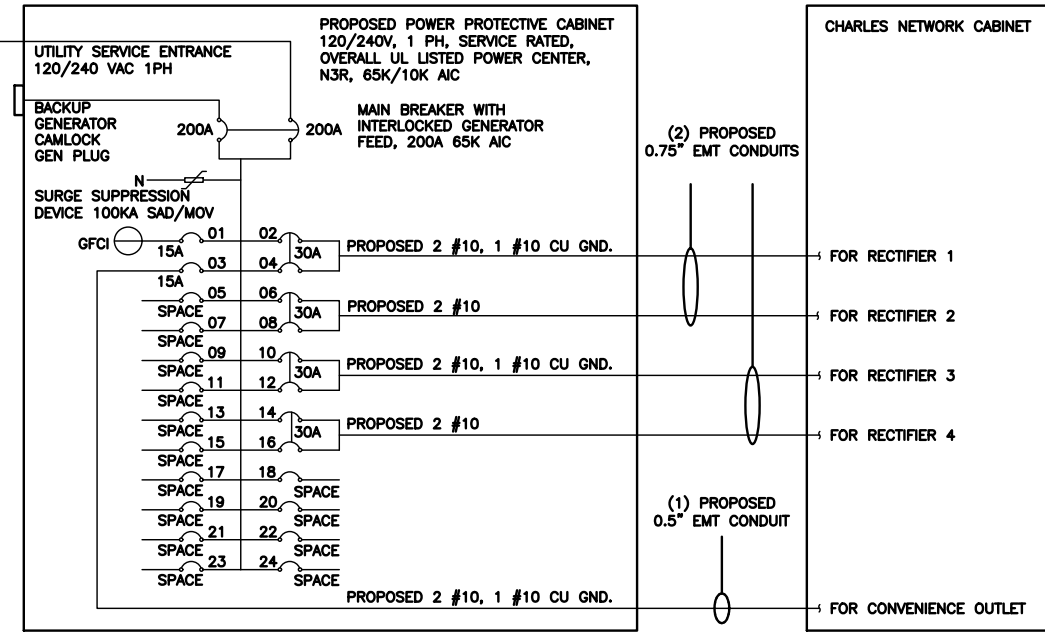 PROPOSED POWER PROTECTIVE CABINET
120/240V, 1 PH, SERVICE RATED,
OVERALL UL LISTED POWER CENTER,
N3R, 65K/10K AIC
CHARLES NETWORK CABINET
UTILITY SERVICE ENTRANCE
120/240 VAC 1PH
BACKUP
GENERATOR
CAMLOCK
GEN PLUG
200A
200A
MAIN BREAKER WITH
INTERLOCKED GENERATOR
FEED, 200A 65K AIC
(2) PROPOSED
0.75" EMT CONDUITS
N
SURGE SUPPRESSION
DEVICE 100KA SAD/MOV
GFCI
15A
01
02
30A
PROPOSED 2 #10, 1 #10 CU GND.
FOR RECTIFIER 1
15A
03
04
SPACE
05
06
30A
PROPOSED 2 #10
FOR RECTIFIER 2
SPACE
07
08
SPACE
09
10
30A
PROPOSED 2 #10, 1 #10 CU GND.
FOR RECTIFIER 3
SPACE
11
12
SPACE
13
14
30A
PROPOSED 2 #10
FOR RECTIFIER 4
SPACE
15
16
SPACE
17
18
SPACE
SPACE
19
20
SPACE
SPACE
21
22
SPACE
SPACE
23
24
SPACE
(1) PROPOSED
0.5" EMT CONDUIT
PROPOSED 2 #10, 1 #10 CU GND.
FOR CONVENIENCE OUTLET